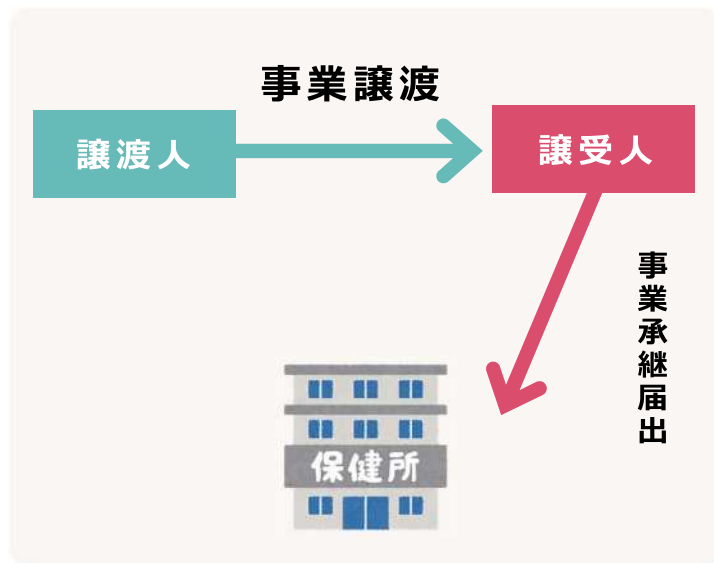 事業譲渡
譲渡人
譲受人
事業承継届出
保健所